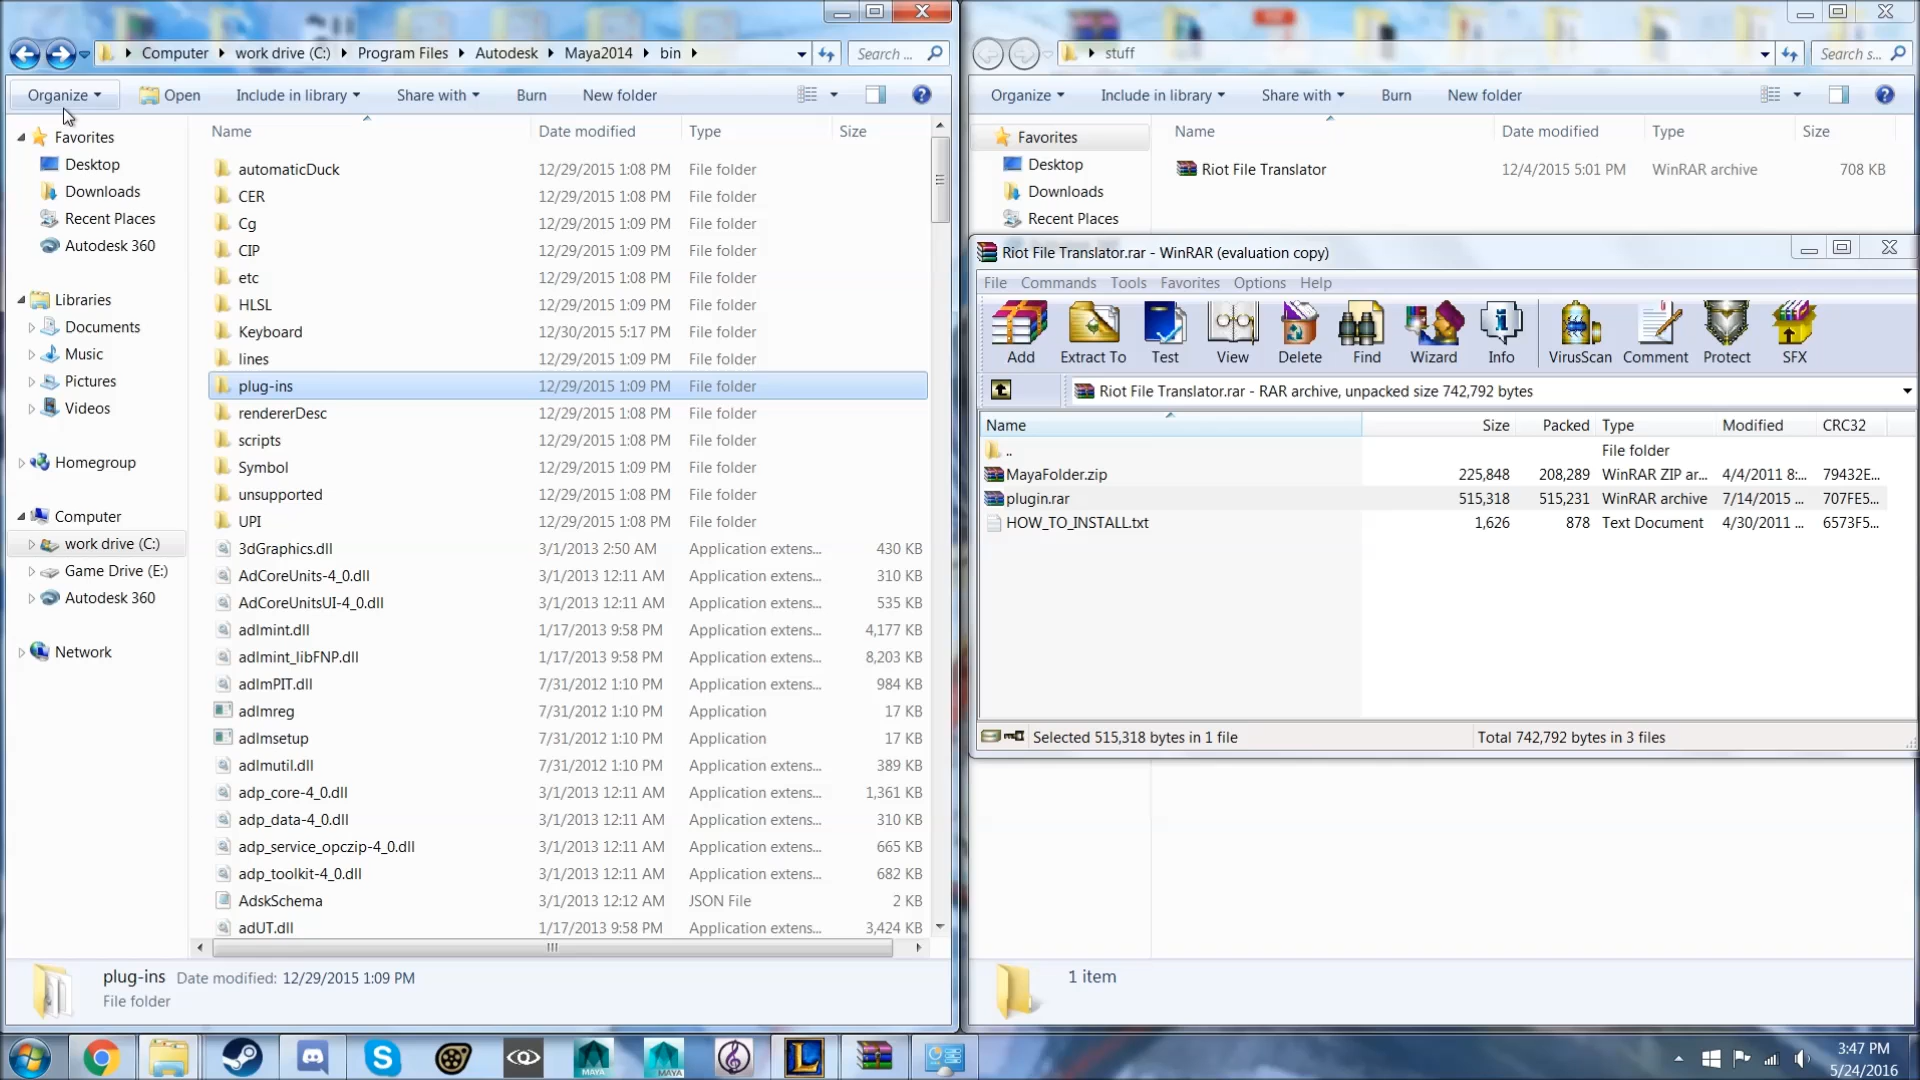 Computer work drive (C:) Program Files Autodesk Maya2014 bin
Search ...
Organize Open Include in library Share with Burn New folder
Name Date modified Type Size
Favorites
Desktop
Downloads
Recent Places
Autodesk 360
Libraries
Documents
Music
Pictures
Videos
Homegroup
Computer
work drive (C:)
Game Drive (E:)
Autodesk 360
Network
automaticDuck 12/29/2015 1:08 PM File folder
CER 12/29/2015 1:08 PM File folder
Cg 12/29/2015 1:09 PM File folder
CIP 12/29/2015 1:09 PM File folder
etc 12/29/2015 1:08 PM File folder
HLSL 12/29/2015 1:09 PM File folder
Keyboard 12/30/2015 5:17 PM File folder
lines 12/29/2015 1:09 PM File folder
plug-ins 12/29/2015 1:09 PM File folder
rendererDesc 12/29/2015 1:08 PM File folder
scripts 12/29/2015 1:08 PM File folder
Symbol 12/29/2015 1:09 PM File folder
unsupported 12/29/2015 1:08 PM File folder
UPI 12/29/2015 1:08 PM File folder
3dGraphics.dll 3/1/2013 2:50 AM Application extens... 430 KB
AdCoreUnits-4_0.dll 3/1/2013 12:11 AM Application extens... 310 KB
AdCoreUnitsUI-4_0.dll 3/1/2013 12:11 AM Application extens... 535 KB
adlmint.dll 1/17/2013 9:58 PM Application extens... 4,177 KB
adlmint_libFNP.dll 1/17/2013 9:58 PM Application extens... 8,203 KB
adlmPIT.dll 7/31/2012 1:10 PM Application extens... 984 KB
adlmreg 7/31/2012 1:10 PM Application 17 KB
adlmsetup 7/31/2012 1:10 PM Application 17 KB
adlmutil.dll 7/31/2012 1:10 PM Application extens... 389 KB
adp_core-4_0.dll 3/1/2013 12:11 AM Application extens... 1,361 KB
adp_data-4_0.dll 3/1/2013 12:11 AM Application extens... 310 KB
adp_service_opczip-4_0.dll 3/1/2013 12:11 AM Application extens... 665 KB
adp_toolkit-4_0.dll 3/1/2013 12:11 AM Application extens... 682 KB
AdskSchema 3/1/2013 12:12 AM JSON File 2 KB
adUT.dll 1/17/2013 9:58 PM Application extens... 3,424 KB
plug-ins Date modified: 12/29/2015 1:09 PM
File folder
stuff
Search s...
Organize Include in library Share with Burn New folder
Name Date modified Type Size
Favorites
Desktop
Downloads
Recent Places
Riot File Translator 12/4/2015 5:01 PM WinRAR archive 708 KB
Riot File Translator.rar - WinRAR (evaluation copy)
File Commands Tools Favorites Options Help
Add Extract To Test View Delete Find Wizard Info VirusScan Comment Protect SFX
Riot File Translator.rar - RAR archive, unpacked size 742,792 bytes
Name Size Packed Type Modified CRC32
.. File folder
MayaFolder.zip 225,848 208,289 WinRAR ZIP ar... 4/4/2011 8:... 79432E...
plugin.rar 515,318 515,231 WinRAR archive 7/14/2015 ... 707FE5...
HOW_TO_INSTALL.txt 1,626 878 Text Document 4/30/2011 ... 6573F5...
Selected 515,318 bytes in 1 file Total 742,792 bytes in 3 files
1 item
MAYA
MAYA
3:47 PM
5/24/2016